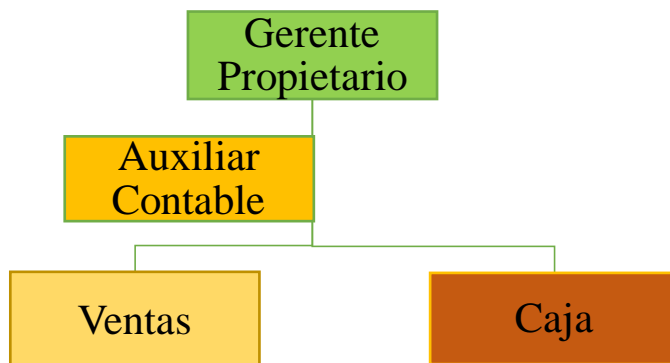 Gerente
Propietario
Auxiliar
Contable
Ventas
Caja